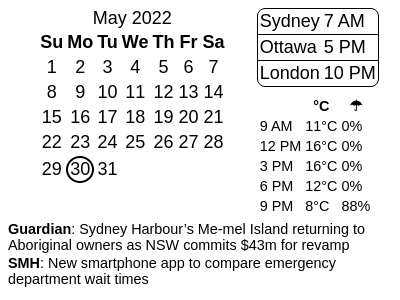 May 2022
Su Mo Tu We Th Fr Sa
1 2 3 4 5 6 7
8 9 10 11 12 13 14
15 16 17 18 19 20 21
22 23 24 25 26 27 28
29 30 31
Sydney 7 AM
Ottawa 5 PM
London 10 PM
°C ☂
9 AM 11°C 0%
12 PM 16°C 0%
3 PM 16°C 0%
6 PM 12°C 0%
9 PM 8°C 88%
Guardian: Sydney Harbour’s Me-mel Island returning to
Aboriginal owners as NSW commits $43m for revamp
SMH: New smartphone app to compare emergency
department wait times